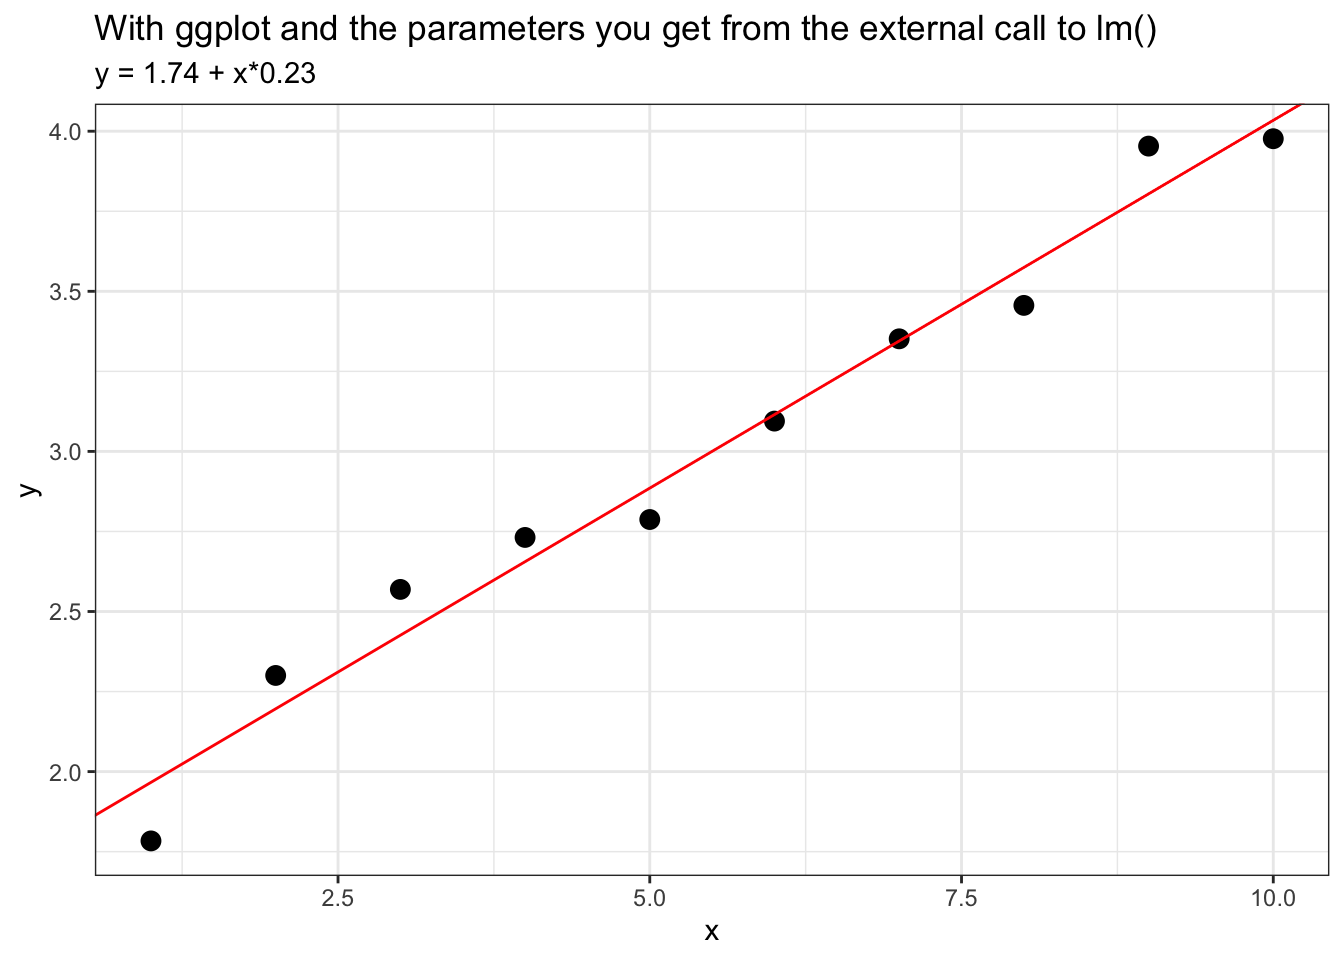 With ggplot and the parameters you get from the external call to lm()
y = 1.74 + x*0.23
4.0
3.5
3.0
2.5
2.0
y
2.5 5.0 7.5 10.0
x